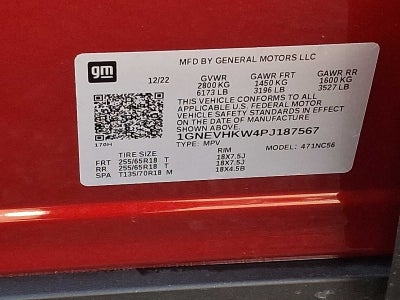 gm
MFD BY GENERAL MOTORS LLC
12/22 GVWR GAWR FRT GAWR RR
2800 KG 1450 KG 1600 KG
6173 LB 3196 LB 3527 LB
THIS VEHICLE CONFORMS TO ALL
APPLICABLE U.S. FEDERAL MOTOR
VEHICLE SAFETY STANDARDS IN EFFECT
ON THE DATE OF MANUFACTURE
SHOWN ABOVE.
1GNEVHKW4PJ187567
TYPE: MPV MODEL: 471NC56
TIRE SIZE RIM
FRT 255/65R18 T 18X7.5J
RR 255/65R18 T 18X7.5J
SPA T135/70R18 M 18X4.5B